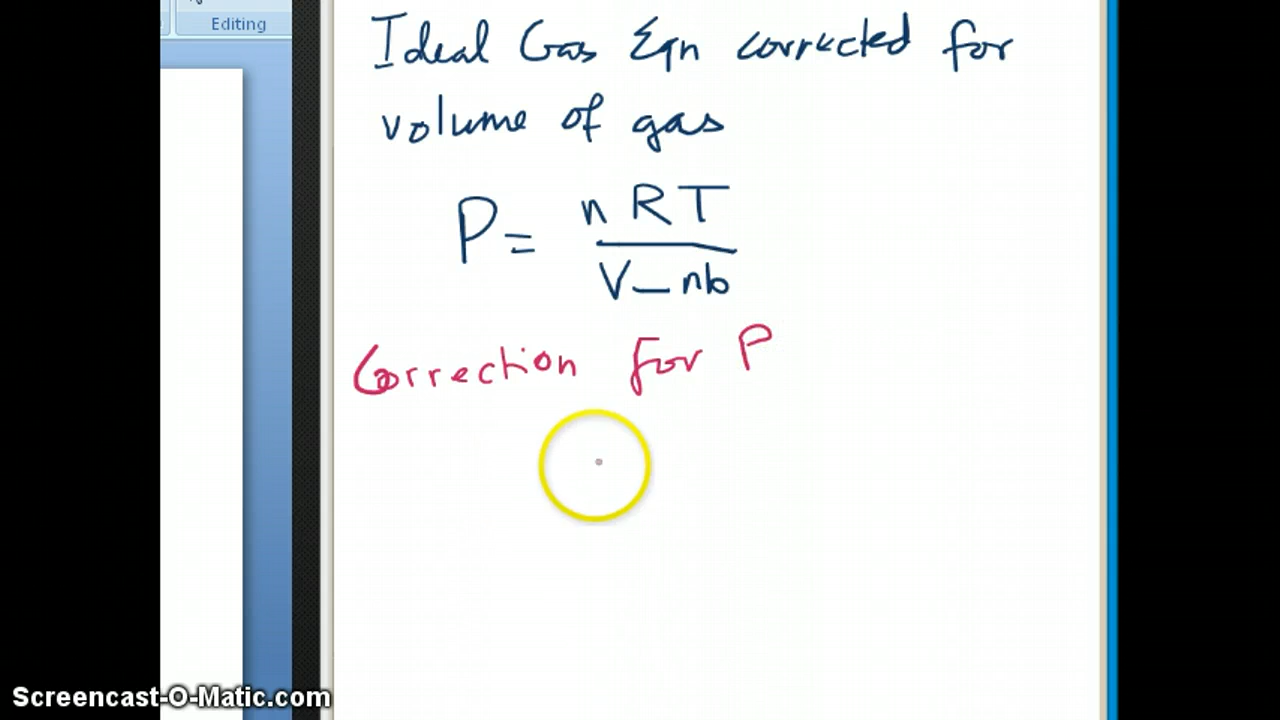 Editing
Ideal Gas Eqn corrected for
volume of gas
P = nRT
V - nb
Correction for P
Screencast-O-Matic.com